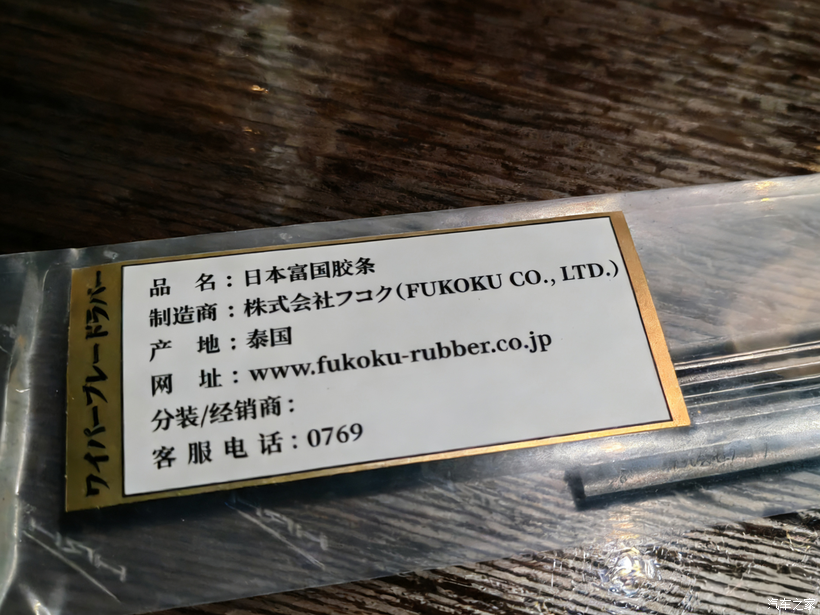 ワイパーブレードラバー
品 名：日本富国胶条
制造商：株式会社フコク(FUKOKU CO., LTD.)
产 地：泰国
网 址：www.fukoku-rubber.co.jp
分装/经销商：
客服电话：0769
汽车之家